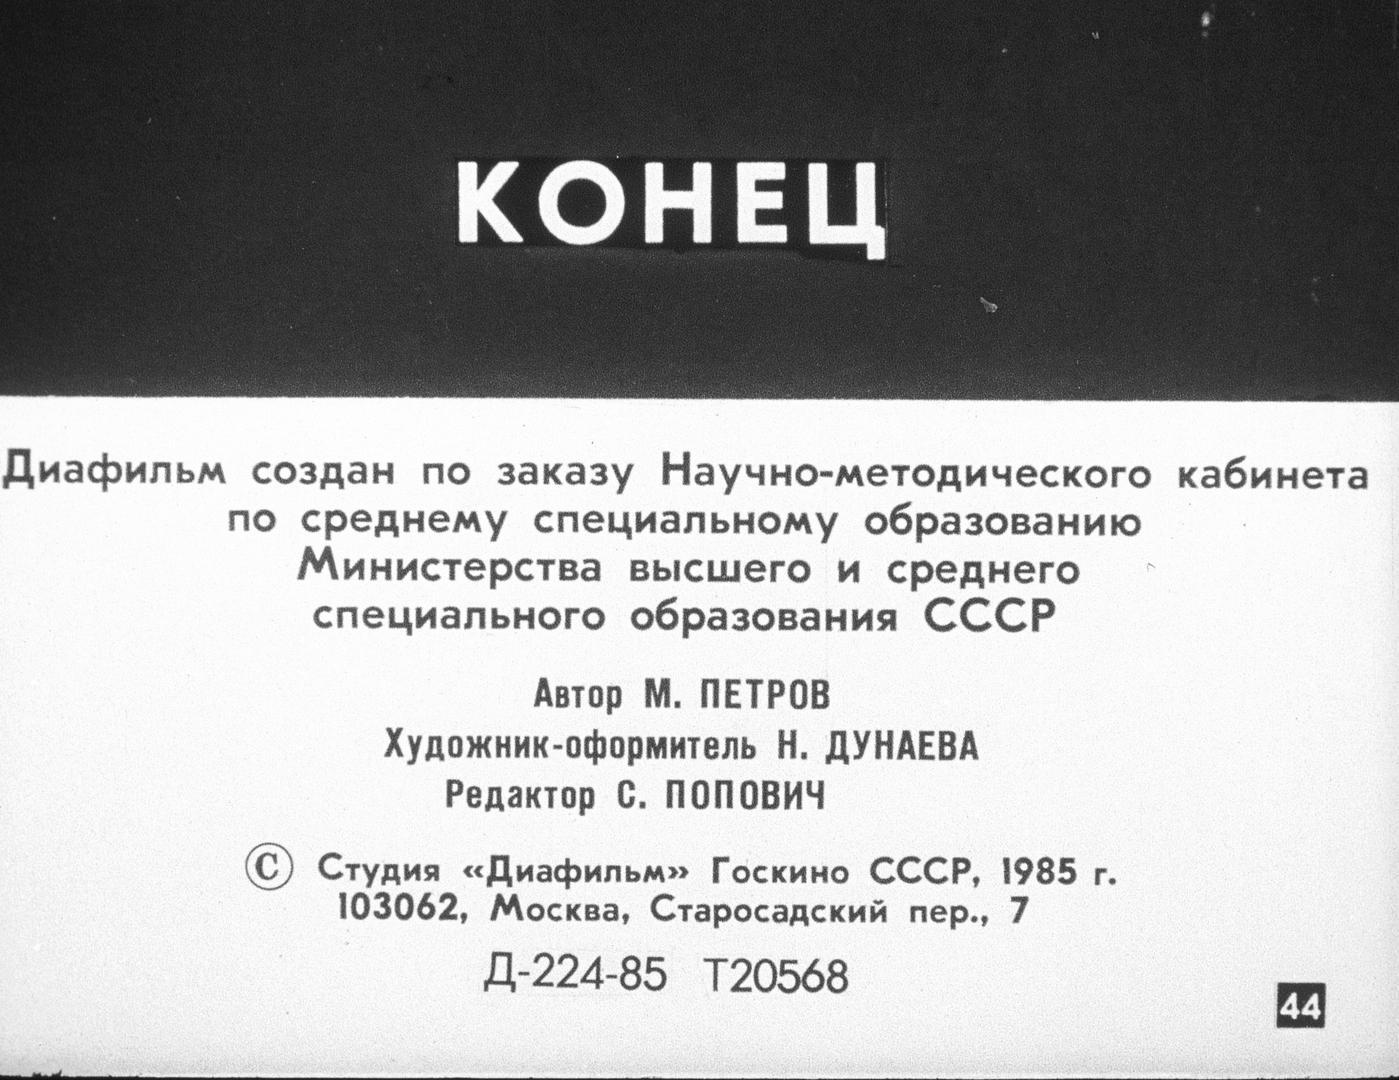 КОНЕЦ
Диафильм создан по заказу Научно-методического кабинета
по среднему специальному образованию
Министерства высшего и среднего
специального образования СССР
Автор М. ПЕТРОВ
Художник-оформитель Н. ДУНАЕВА
Редактор С. ПОПОВИЧ
© Студия «Диафильм» Госкино СССР, 1985 г.
103062, Москва, Старосадский пер., 7
Д-224-85 Т20568
44